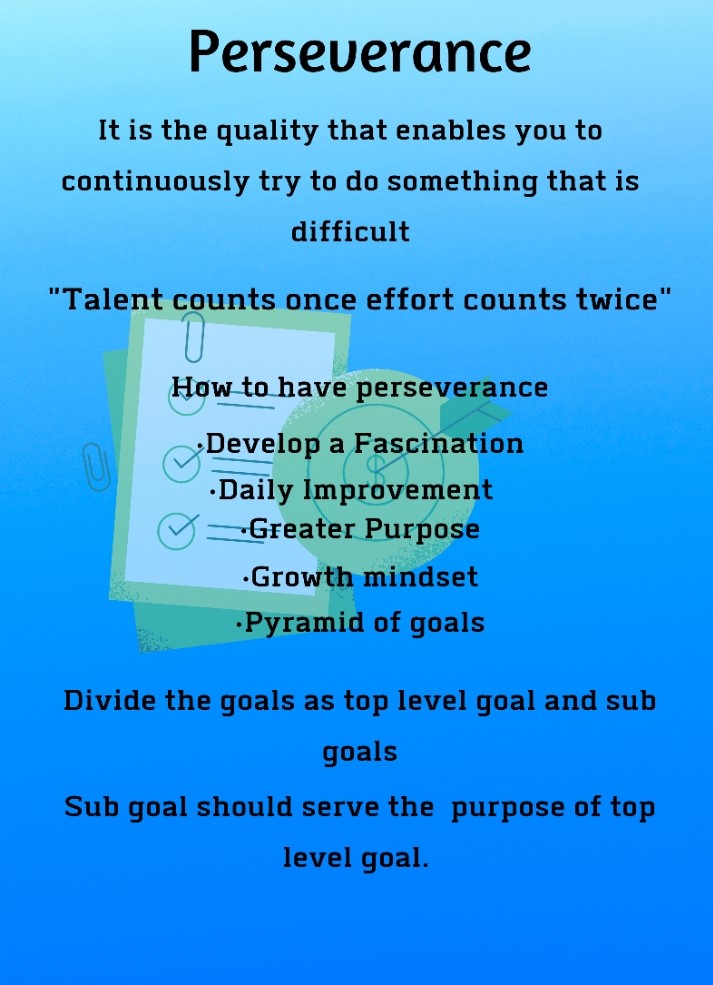 Perseverance
It is the quality that enables you to
continuously try to do something that is
difficult
"Talent counts once effort counts twice"
How to have perseverance
·Develop a Fascination
·Daily Improvement
·Greater Purpose
·Growth mindset
·Pyramid of goals
Divide the goals as top level goal and sub
goals
Sub goal should serve the  purpose of top
level goal.